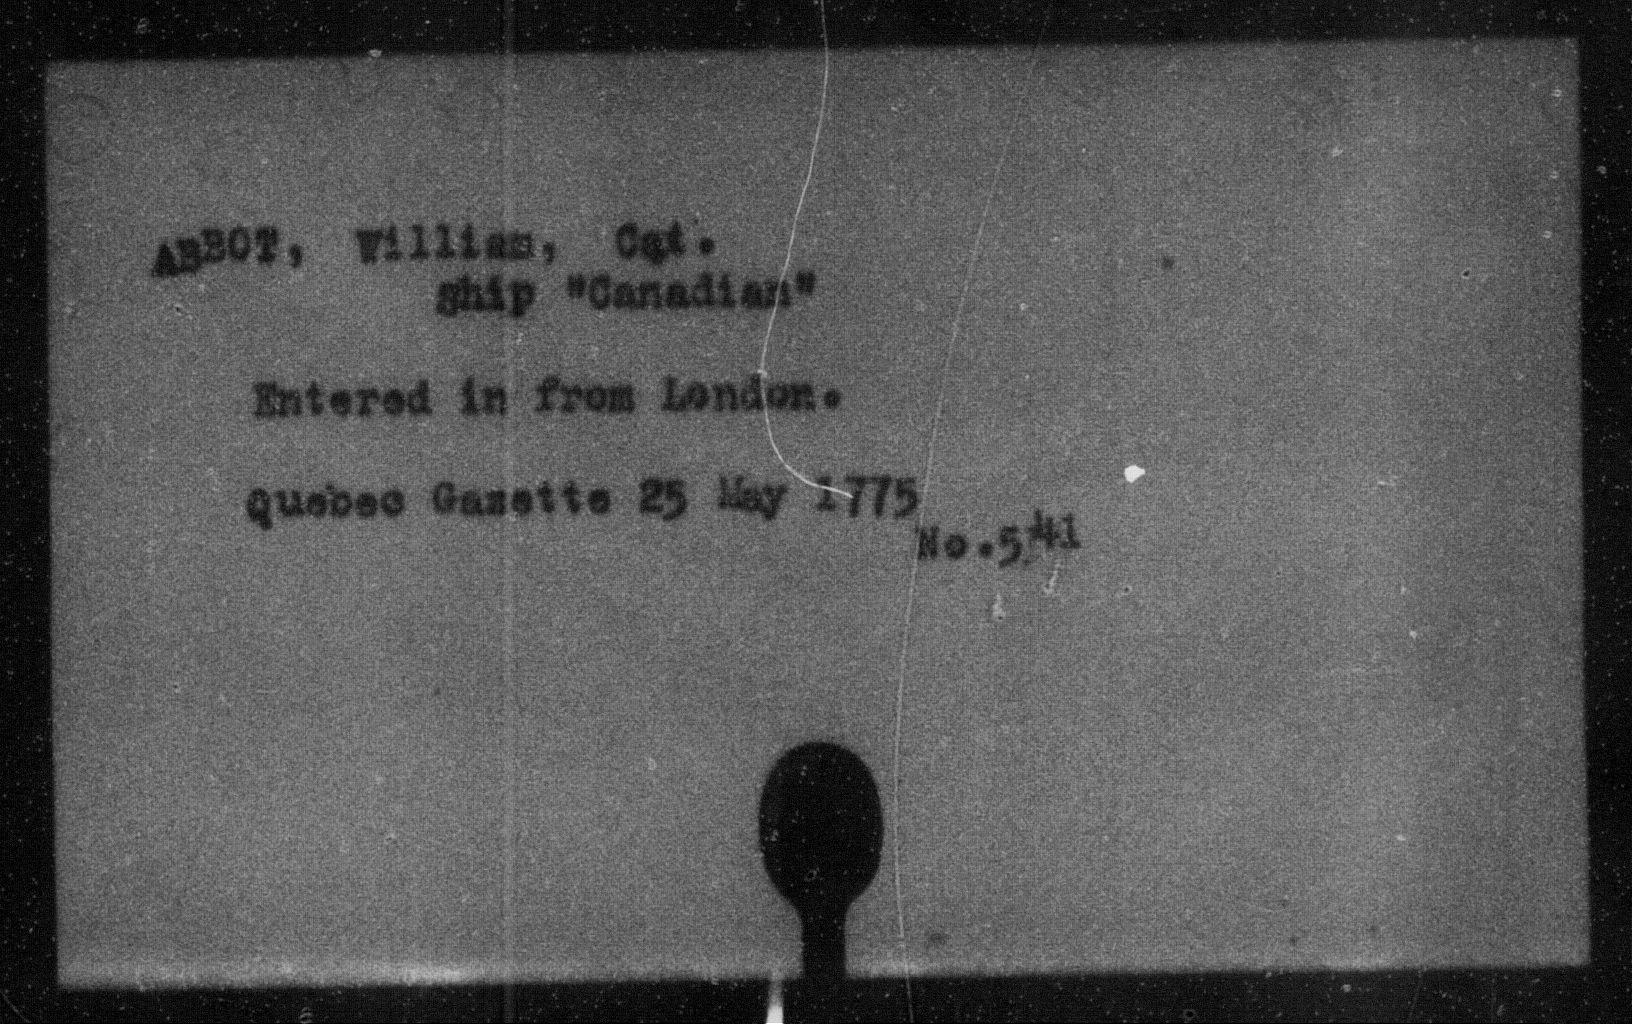 ABBOT, William, Cqt.
ship "Canadian"
Entered in from London.
Quebec Gazette 25 May 1775
No.541